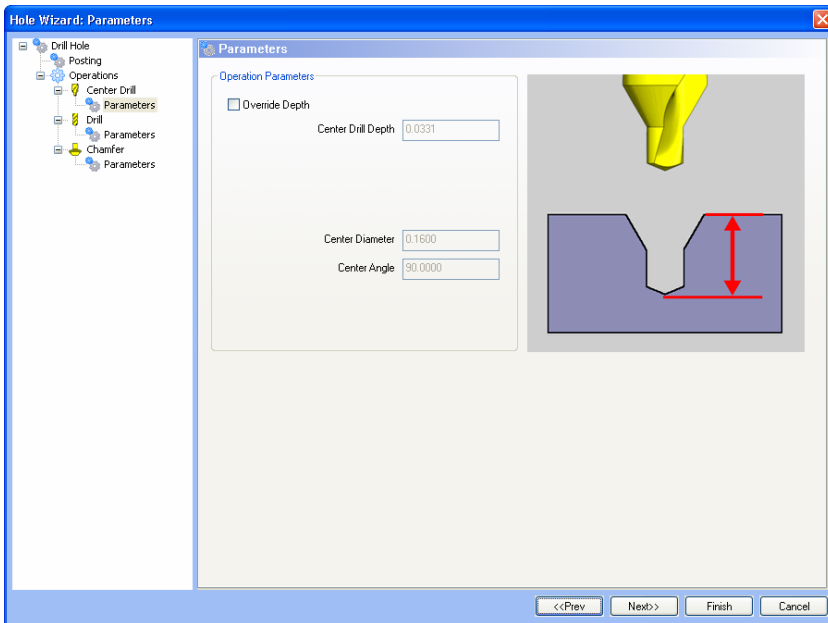 Hole Wizard: Parameters
Drill Hole
Posting
Operations
Center Drill
Parameters
Drill
Parameters
Chamfer
Parameters
Parameters
Operation Parameters
Override Depth
Center Drill Depth 0.0331
Center Diameter 0.1600
Center Angle 90.0000
<<Prev Next>> Finish Cancel